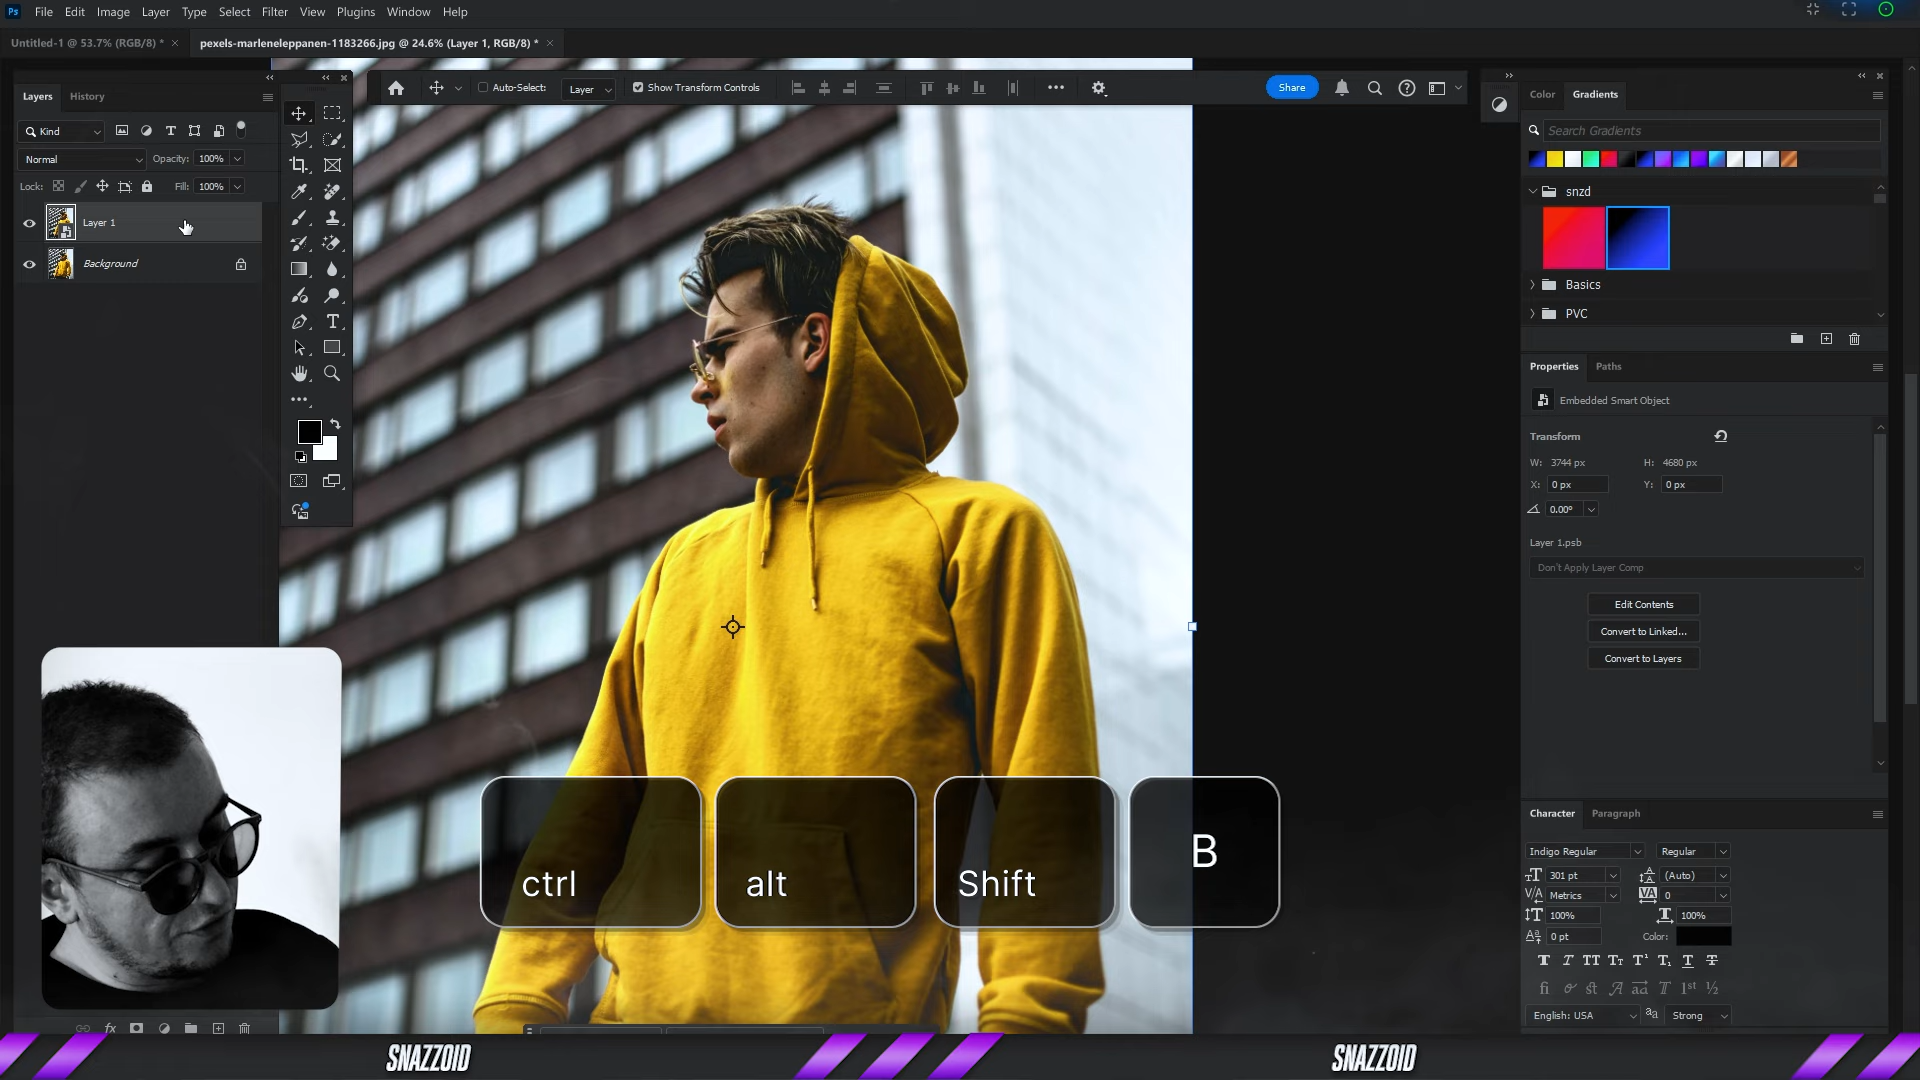 Ps File Edit Image Layer Type Select Filter View Plugins Window Help
Untitled-1 @ 53.7% (RGB/8) * ×
pexels-marleneleppanen-1183266.jpg @ 24.6% (Layer 1, RGB/8) * ×
Layers History
Kind
Normal Opacity: 100%
Lock: Fill: 100%
Layer 1
Background
Auto-Select: Layer Show Transform Controls
Share
Color Gradients
Search Gradients
snzd
Basics
PVC
Properties Paths
Embedded Smart Object
Transform
W: 3744 px H: 4680 px
X: 0 px Y: 0 px
0.00°
Layer 1.psb
Don't Apply Layer Comp
Edit Contents
Convert to Linked...
Convert to Layers
Character Paragraph
Indigo Regular Regular
301 pt (Auto)
Metrics 0
100% 100%
0 pt Color:
English: USA Strong
ctrl alt Shift B
fx
SNAZZOID SNAZZOID